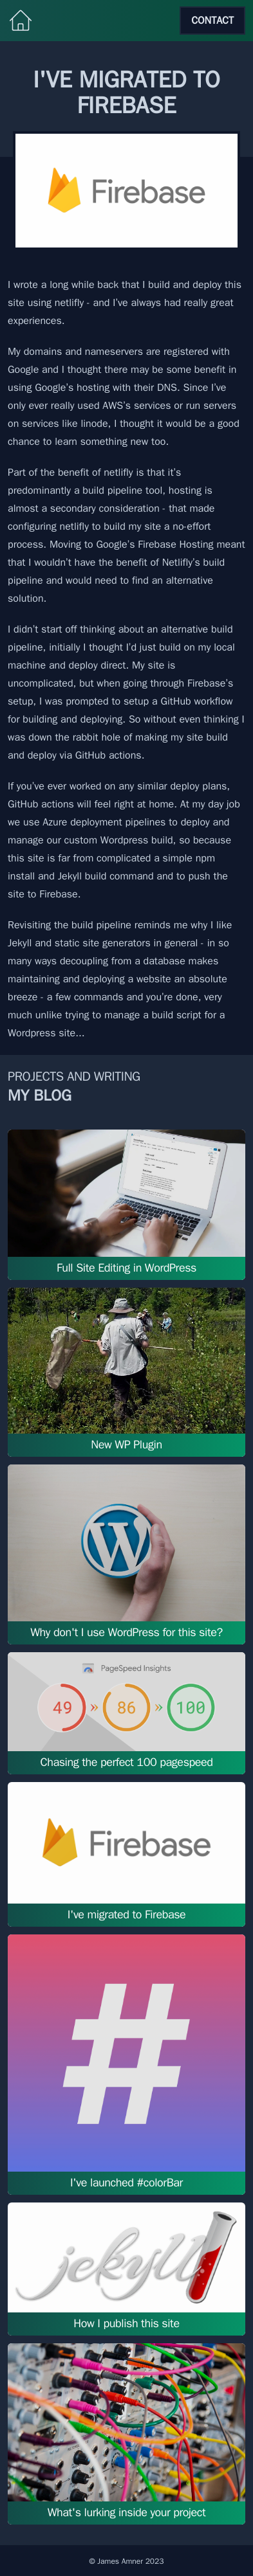 CONTACT
I'VE MIGRATED TO
FIREBASE
Firebase
I wrote a long while back that I build and deploy this
site using netlifly - and I've always had really great
experiences.
My domains and nameservers are registered with
Google and I thought there may be some benefit in
using Google's hosting with their DNS. Since I've
only ever really used AWS's services or run servers
on services like linode, I thought it would be a good
chance to learn something new too.
Part of the benefit of netlifly is that it's
predominantly a build pipeline tool, hosting is
almost a secondary consideration - that made
configuring netlifly to build my site a no-effort
process. Moving to Google's Firebase Hosting meant
that I wouldn't have the benefit of Netlifly's build
pipeline and would need to find an alternative
solution.
I didn't start off thinking about an alternative build
pipeline, initially I thought I'd just build on my local
machine and deploy direct. My site is
uncomplicated, but when going through Firebase's
setup, I was prompted to setup a GitHub workflow
for building and deploying. So without even thinking I
was down the rabbit hole of making my site build
and deploy via GitHub actions.
If you've ever worked on any similar deploy plans,
GitHub actions will feel right at home. At my day job
we use Azure deployment pipelines to deploy and
manage our custom Wordpress build, so because
this site is far from complicated a simple npm
install and Jekyll build command and to push the
site to Firebase.
Revisiting the build pipeline reminds me why I like
Jekyll and static site generators in general - in so
many ways decoupling from a database makes
maintaining and deploying a website an absolute
breeze - a few commands and you're done, very
much unlike trying to manage a build script for a
Wordpress site...
PROJECTS AND WRITING
MY BLOG
Full Site Editing in WordPress
New WP Plugin
Why don't I use WordPress for this site?
PageSpeed Insights
49 » 86 » 100
Chasing the perfect 100 pagespeed
Firebase
I've migrated to Firebase
#
I've launched #colorBar
jekyll
How I publish this site
What's lurking inside your project
© James Amner 2023